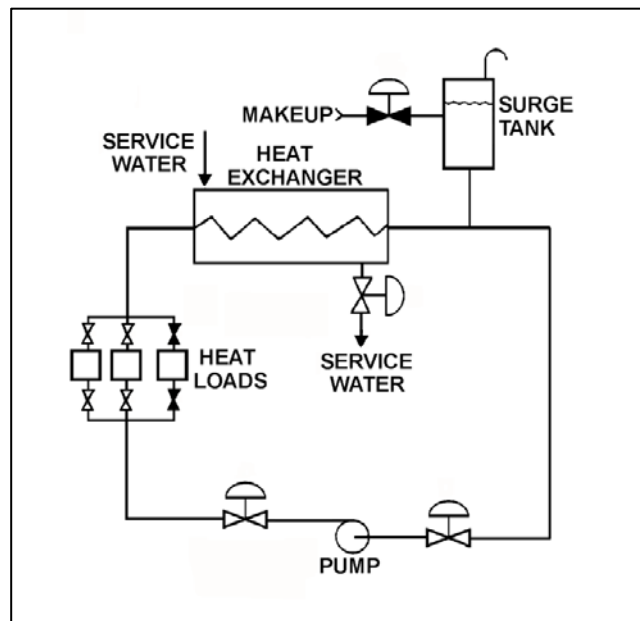 MAKEUP
SURGE
TANK
SERVICE
WATER
HEAT
EXCHANGER
HEAT
LOADS
SERVICE
WATER
PUMP